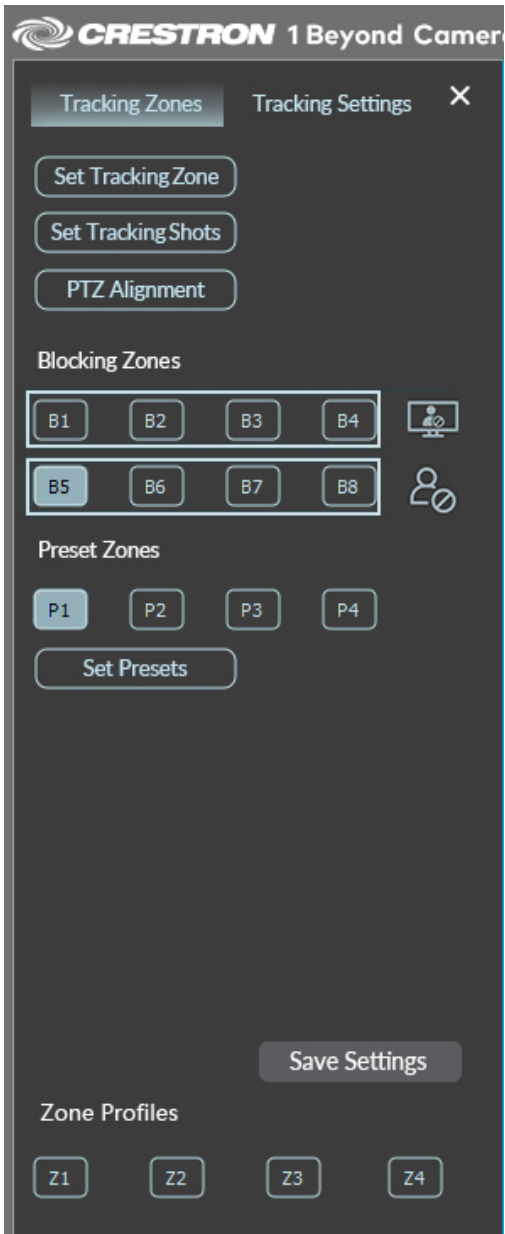 CRESTRON 1 Beyond Camer
Tracking Zones Tracking Settings ×
Set Tracking Zone
Set Tracking Shots
PTZ Alignment
Blocking Zones
B1 B2 B3 B4
B5 B6 B7 B8
Preset Zones
P1 P2 P3 P4
Set Presets
Save Settings
Zone Profiles
Z1 Z2 Z3 Z4